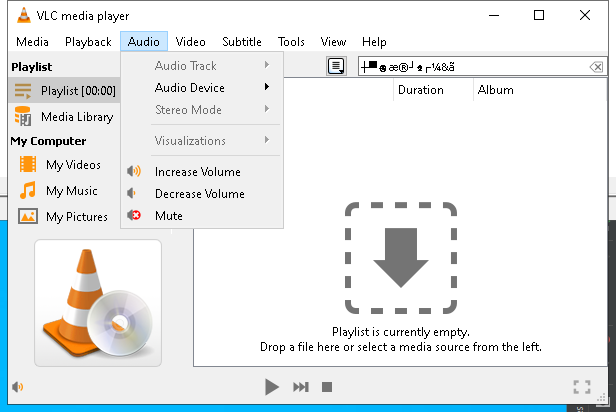 VLC media player
Media Playback Audio Video Subtitle Tools View Help
Playlist
Playlist [00:00]
Media Library
My Computer
My Videos
My Music
My Pictures
Audio Track
Audio Device
Stereo Mode
Visualizations
Increase Volume
Decrease Volume
Mute
Duration Album
Playlist is currently empty.
Drop a file here or select a media source from the left.